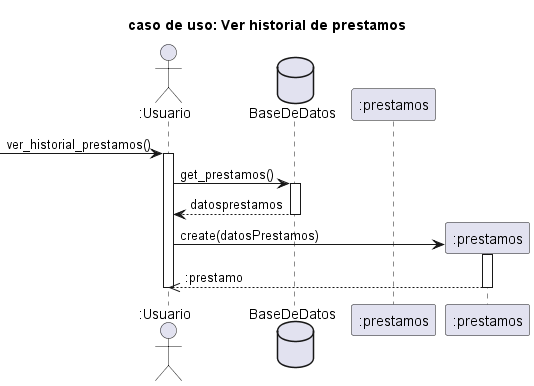 caso de uso: Ver historial de prestamos
:Usuario
BaseDeDatos
:prestamos
ver_historial_prestamos()
get_prestamos()
datosprestamos
create(datosPrestamos)
:prestamos
:prestamo
:Usuario
BaseDeDatos
:prestamos
:prestamos